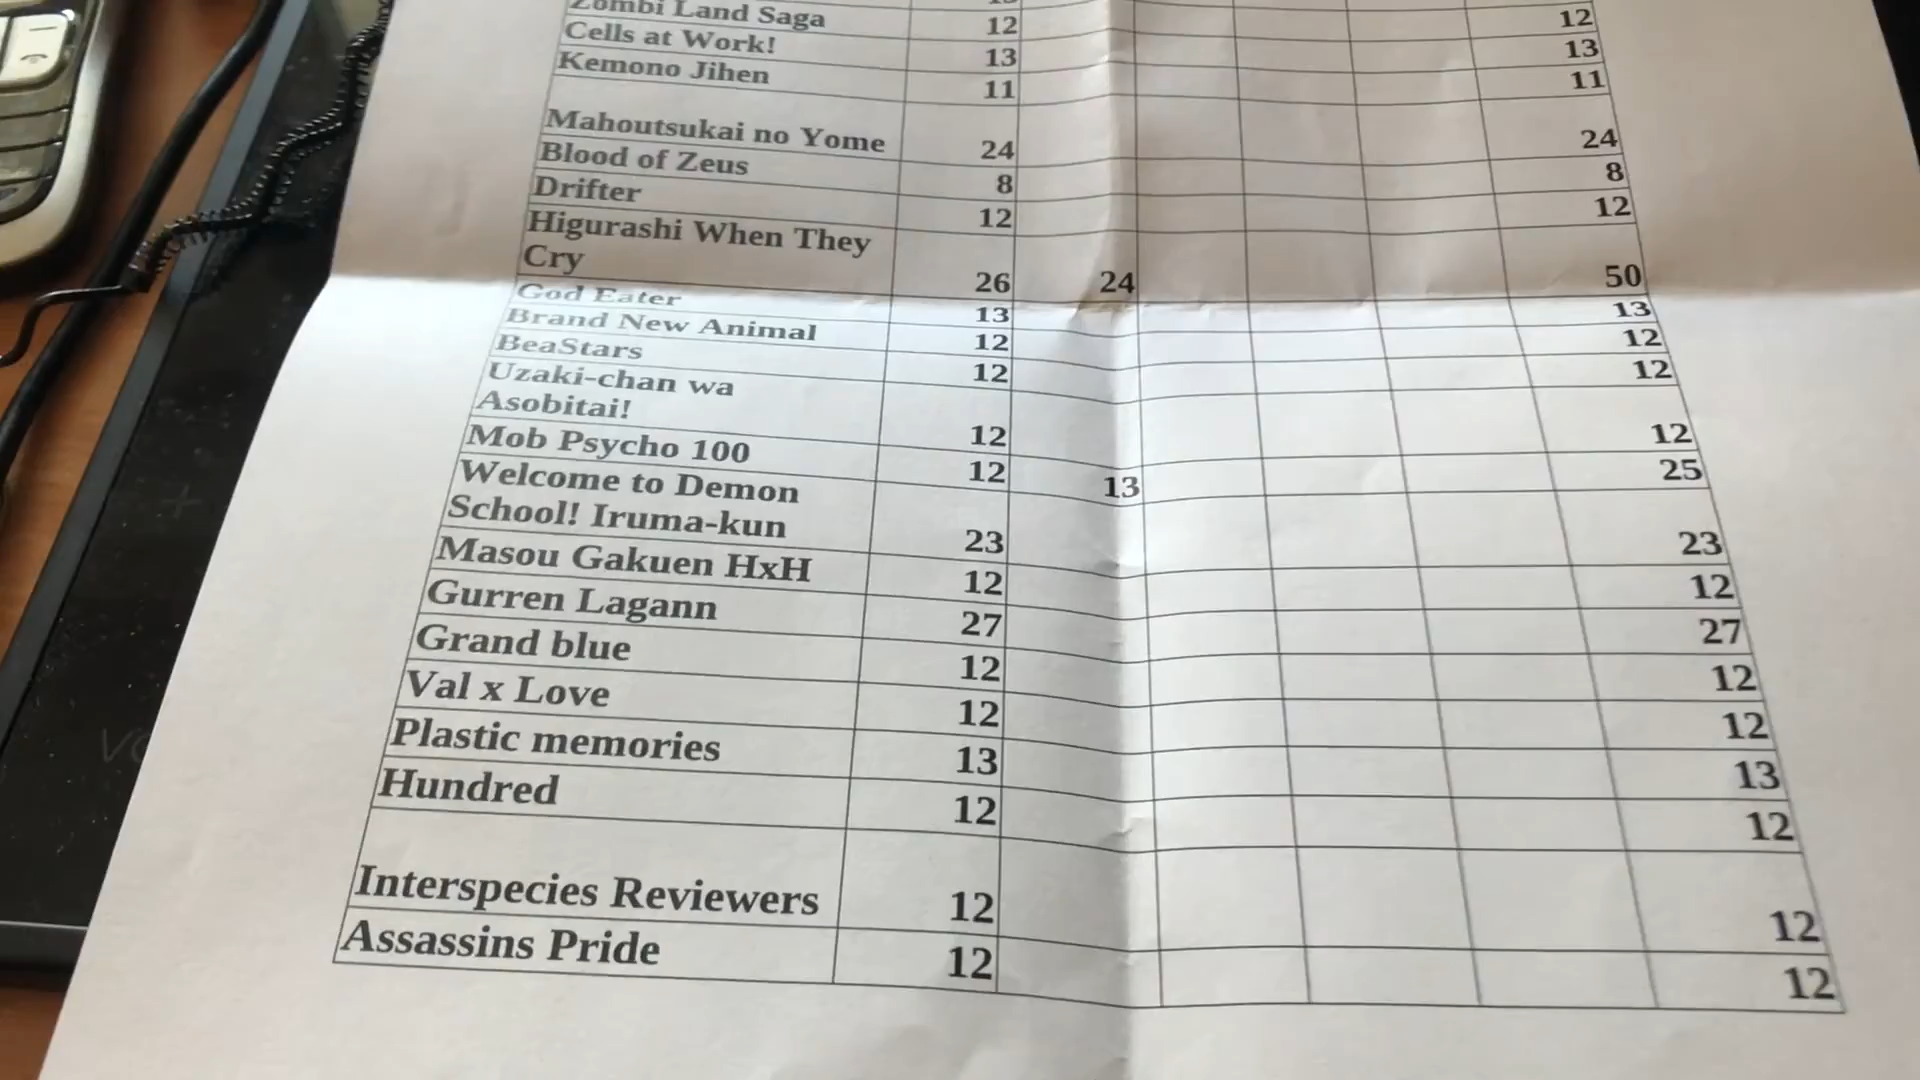 Zombi Land Saga 12 12
Cells at Work! 13 13
Kemono Jihen 11 11
Mahoutsukai no Yome 24 24
Blood of Zeus 8 8
Drifter 12 12
Higurashi When They
Cry 26 24 50
God Eater 13 13
Brand New Animal 12 12
BeaStars 12 12
Uzaki-chan wa
Asobitai! 12 12
Mob Psycho 100 12 13 25
Welcome to Demon
School! Iruma-kun 23 23
Masou Gakuen HxH 12 12
Gurren Lagann 27 27
Grand blue 12 12
Val x Love 12 12
Plastic memories 13 13
Hundred 12 12
Interspecies Reviewers 12 12
Assassins Pride 12 12